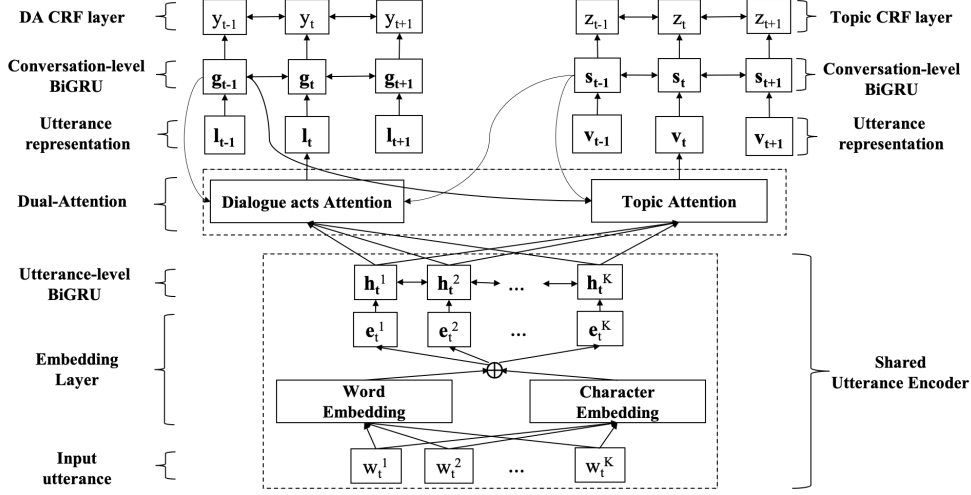 DA CRF layer
y_{t-1} y_t y_{t+1}
z_{t-1} z_t z_{t+1}
Topic CRF layer
Conversation-level
BiGRU
g_{t-1} g_t g_{t+1}
s_{t-1} s_t s_{t+1}
Conversation-level
BiGRU
Utterance
representation
l_{t-1} l_t l_{t+1}
v_{t-1} v_t v_{t+1}
Utterance
representation
Dual-Attention
Dialogue acts Attention
Topic Attention
Utterance-level
BiGRU
h_t^1 h_t^2 ... h_t^K
e_t^1 e_t^2 ... e_t^K
Embedding
Layer
Word
Embedding
Character
Embedding
Shared
Utterance Encoder
Input
utterance
w_t^1 w_t^2 ... w_t^K